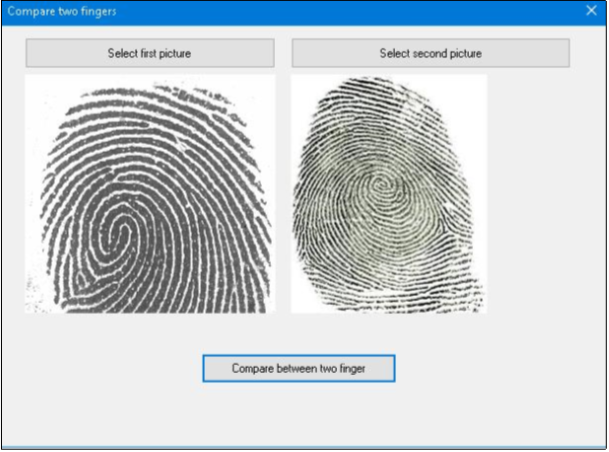 Compare two fingers
Select first picture
Select second picture
Compare between two finger